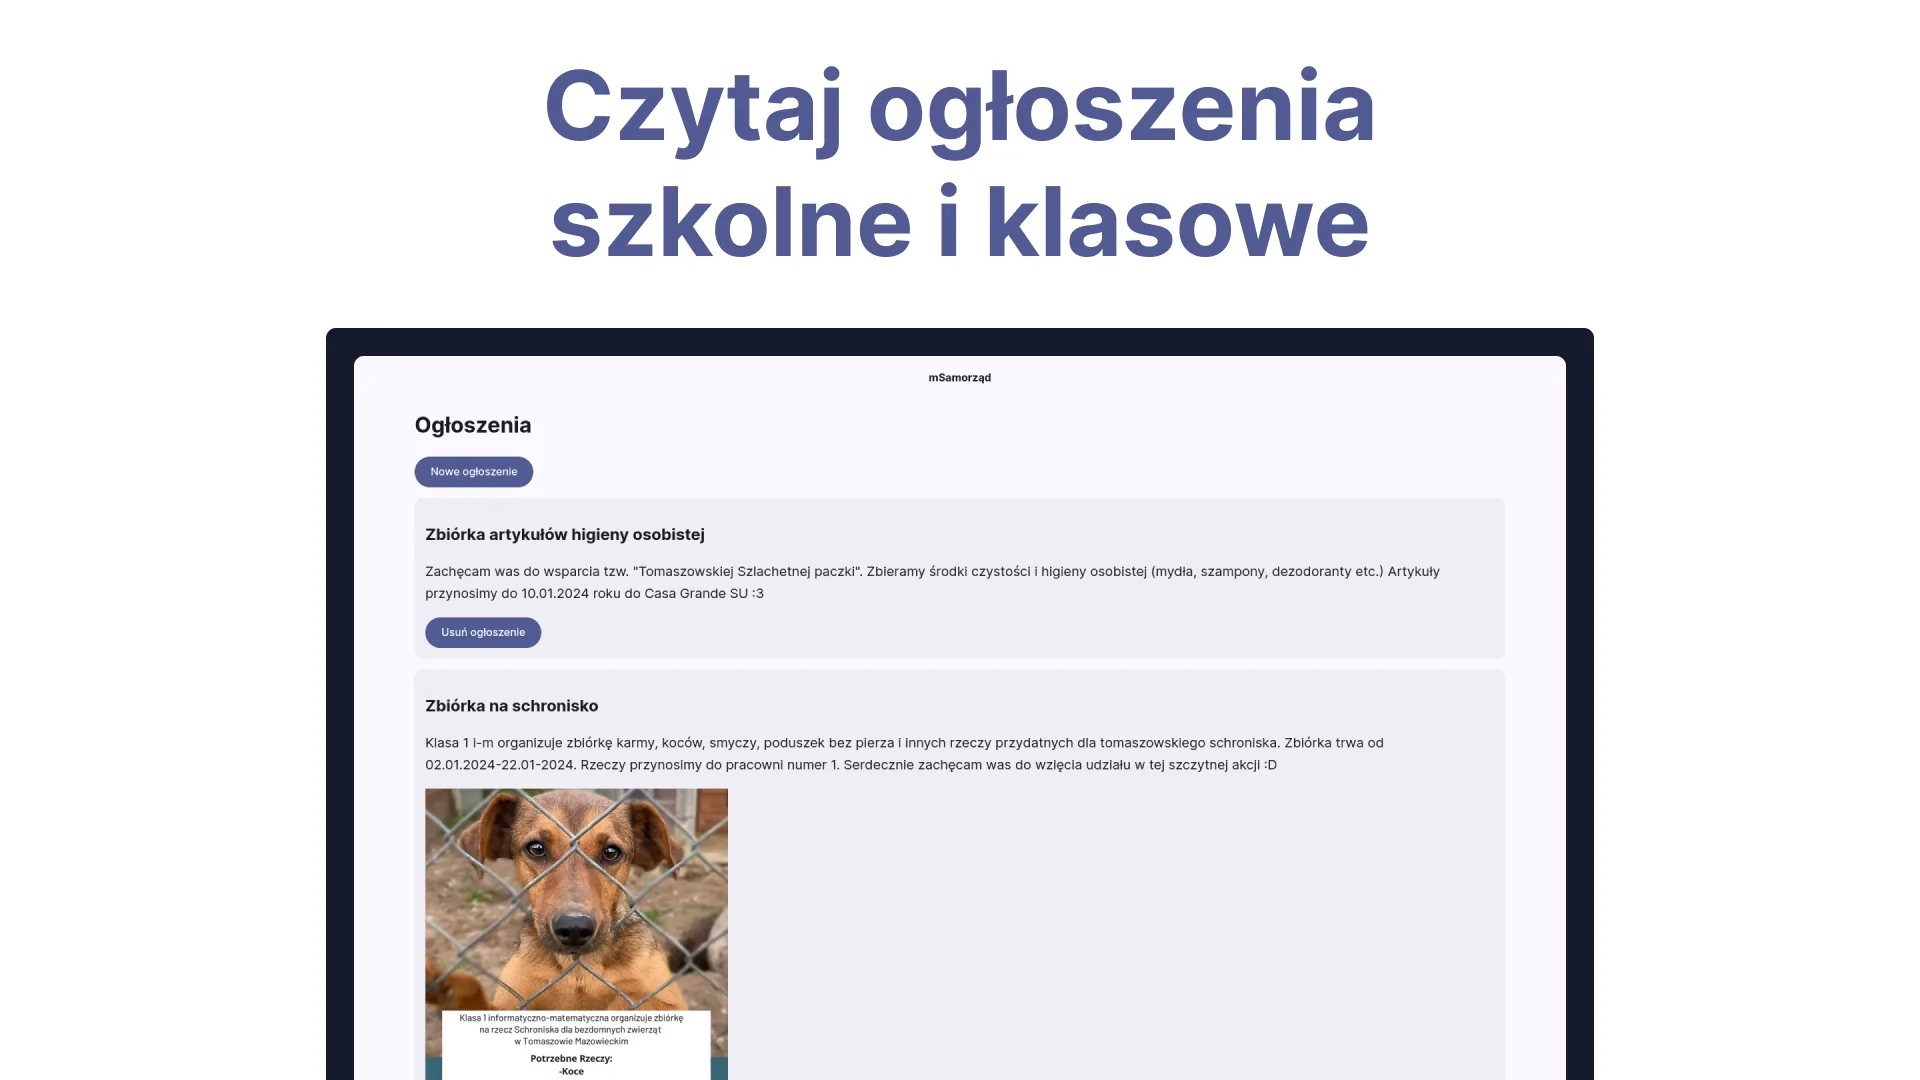 Czytaj ogłoszenia
szkolne i klasowe
mSamorząd
Ogłoszenia
Nowe ogłoszenie
Zbiórka artykułów higieny osobistej
Zachęcam was do wsparcia tzw. "Tomaszowskiej Szlachetnej paczki". Zbieramy środki czystości i higieny osobistej (mydła, szampony, dezodoranty etc.) Artykuły
przynosimy do 10.01.2024 roku do Casa Grande SU :3
Usuń ogłoszenie
Zbiórka na schronisko
Klasa 1 i-m organizuje zbiórkę karmy, koców, smyczy, poduszek bez pierza i innych rzeczy przydatnych dla tomaszowskiego schroniska. Zbiórka trwa od
02.01.2024-22.01-2024. Rzeczy przynosimy do pracowni numer 1. Serdecznie zachęcam was do wzięcia udziału w tej szczytnej akcji :D
Klasa 1 informatyczno-matematyczna organizuje zbiórkę
na rzecz Schroniska dla bezdomnych zwierząt
w Tomaszowie Mazowieckim
Potrzebne Rzeczy:
-Koce